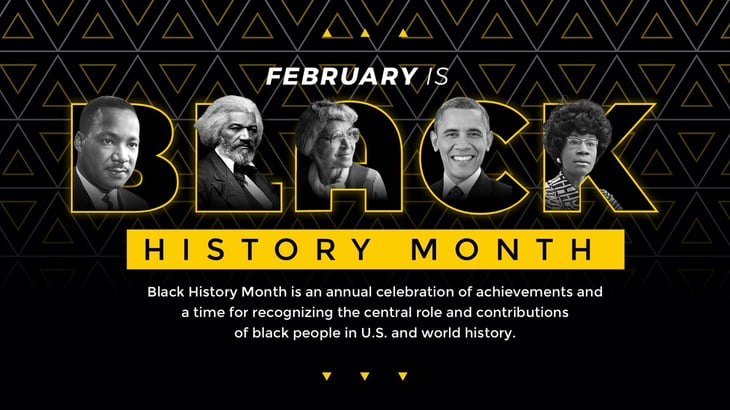 FEBRUARY IS
BLACK
HISTORY MONTH
Black History Month is an annual celebration of achievements and
a time for recognizing the central role and contributions
of black people in U.S. and world history.